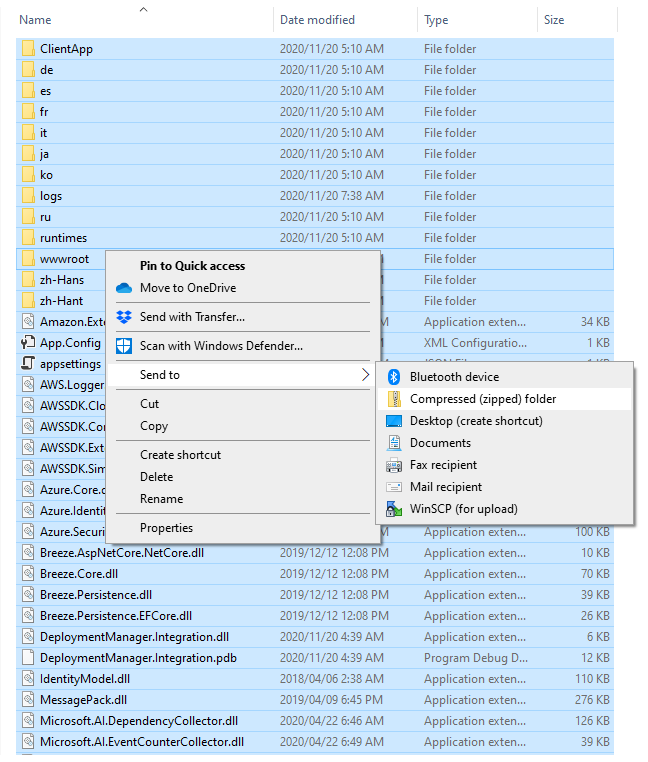 Name Date modified Type Size
ClientApp 2020/11/20 5:10 AM File folder
de 2020/11/20 5:10 AM File folder
es 2020/11/20 5:10 AM File folder
fr 2020/11/20 5:10 AM File folder
it 2020/11/20 5:10 AM File folder
ja 2020/11/20 5:10 AM File folder
ko 2020/11/20 5:10 AM File folder
logs 2020/11/20 7:38 AM File folder
ru 2020/11/20 5:10 AM File folder
runtimes 2020/11/20 5:10 AM File folder
wwwroot File folder
zh-Hans File folder
zh-Hant File folder
Amazon.Ext Application exten... 34 KB
App.Config XML Configuratio... 1 KB
appsettings JSON File 1 KB
AWS.Logger
AWSSDK.Clo
AWSSDK.Cor
AWSSDK.Ext
AWSSDK.Sim
Azure.Core.d
Azure.Identi
Azure.Securi Application exten... 100 KB
Pin to Quick access
Move to OneDrive
Send with Transfer...
Scan with Windows Defender...
Send to
Cut
Copy
Create shortcut
Delete
Rename
Properties
Bluetooth device
Compressed (zipped) folder
Desktop (create shortcut)
Documents
Fax recipient
Mail recipient
WinSCP (for upload)
Breeze.AspNetCore.NetCore.dll 2019/12/12 12:08 PM Application exten... 10 KB
Breeze.Core.dll 2019/12/12 12:08 PM Application exten... 70 KB
Breeze.Persistence.dll 2019/12/12 12:08 PM Application exten... 39 KB
Breeze.Persistence.EFCore.dll 2019/12/12 12:08 PM Application exten... 26 KB
DeploymentManager.Integration.dll 2020/11/20 4:39 AM Application exten... 6 KB
DeploymentManager.Integration.pdb 2020/11/20 4:39 AM Program Debug D... 12 KB
IdentityModel.dll 2018/04/06 2:38 AM Application exten... 110 KB
MessagePack.dll 2019/04/09 6:45 PM Application exten... 276 KB
Microsoft.AI.DependencyCollector.dll 2020/04/22 6:46 AM Application exten... 126 KB
Microsoft.AI.EventCounterCollector.dll 2020/04/22 6:49 AM Application exten... 39 KB